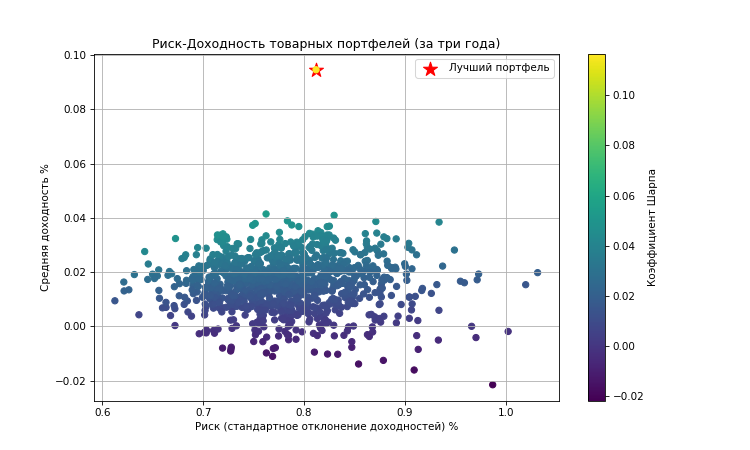 Риск-Доходность товарных портфелей (за три года)
Лучший портфель
Средняя доходность %
0.10
0.08
0.06
0.04
0.02
0.00
−0.02
0.6 0.7 0.8 0.9 1.0
Риск (стандартное отклонение доходностей) %
0.10
0.08
0.06
0.04
0.02
0.00
−0.02
Коэффициент Шарпа